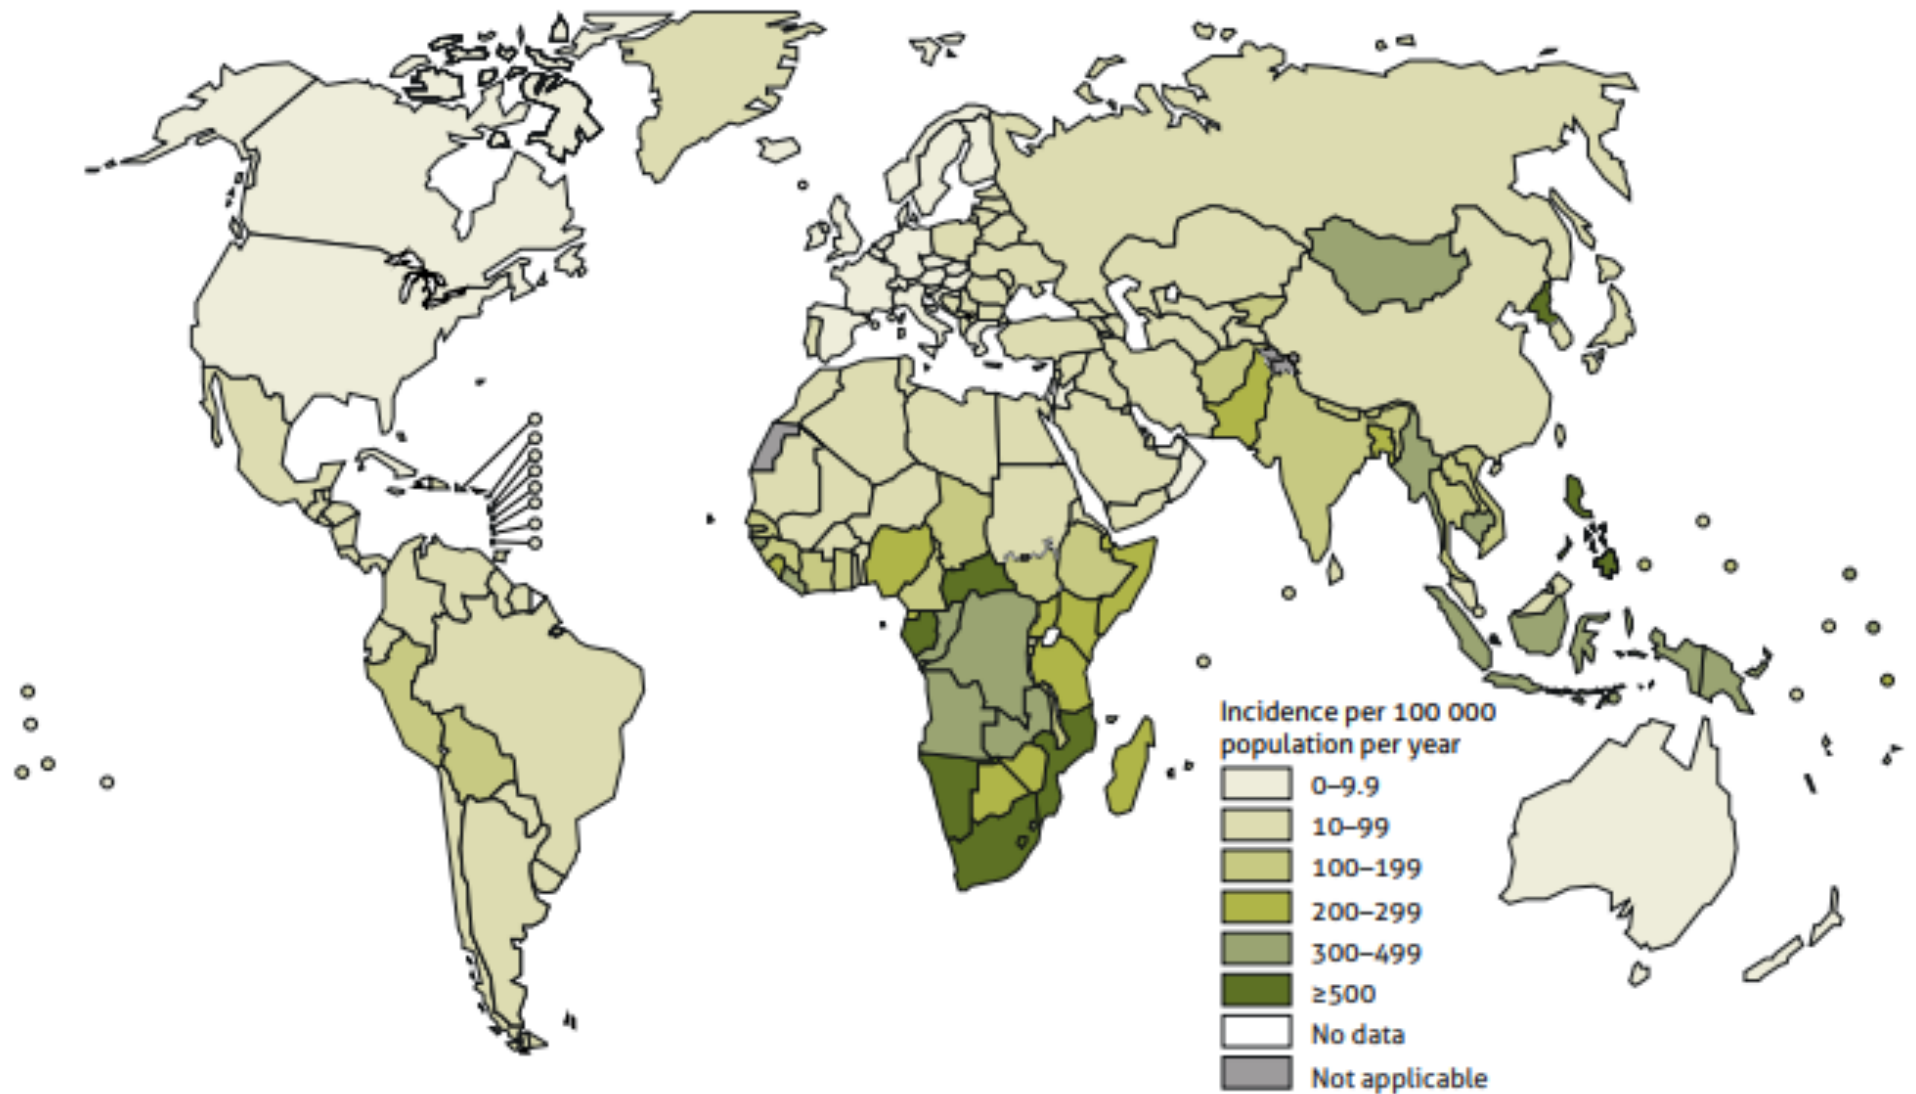 Incidence per 100 000
population per year
0–9.9
10–99
100–199
200–299
300–499
≥500
No data
Not applicable